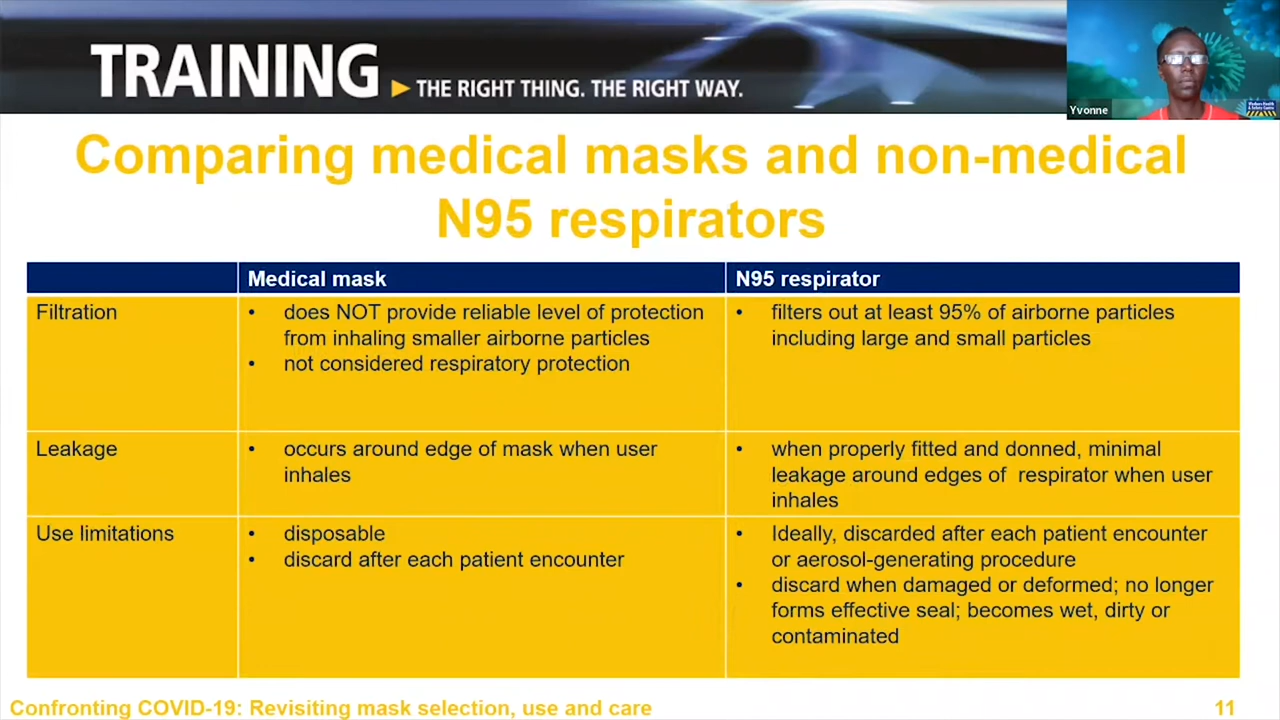 TRAINING ▶ THE RIGHT THING. THE RIGHT WAY.
Yvonne
Workers Health
& Safety Centre
Comparing medical masks and non-medical
N95 respirators
Medical mask
N95 respirator
Filtration
• does NOT provide reliable level of protection
from inhaling smaller airborne particles
• not considered respiratory protection
• filters out at least 95% of airborne particles
including large and small particles
Leakage
• occurs around edge of mask when user
inhales
• when properly fitted and donned, minimal
leakage around edges of respirator when user
inhales
Use limitations
• disposable
• discard after each patient encounter
• Ideally, discarded after each patient encounter
or aerosol-generating procedure
• discard when damaged or deformed; no longer
forms effective seal; becomes wet, dirty or
contaminated
Confronting COVID-19: Revisiting mask selection, use and care
11